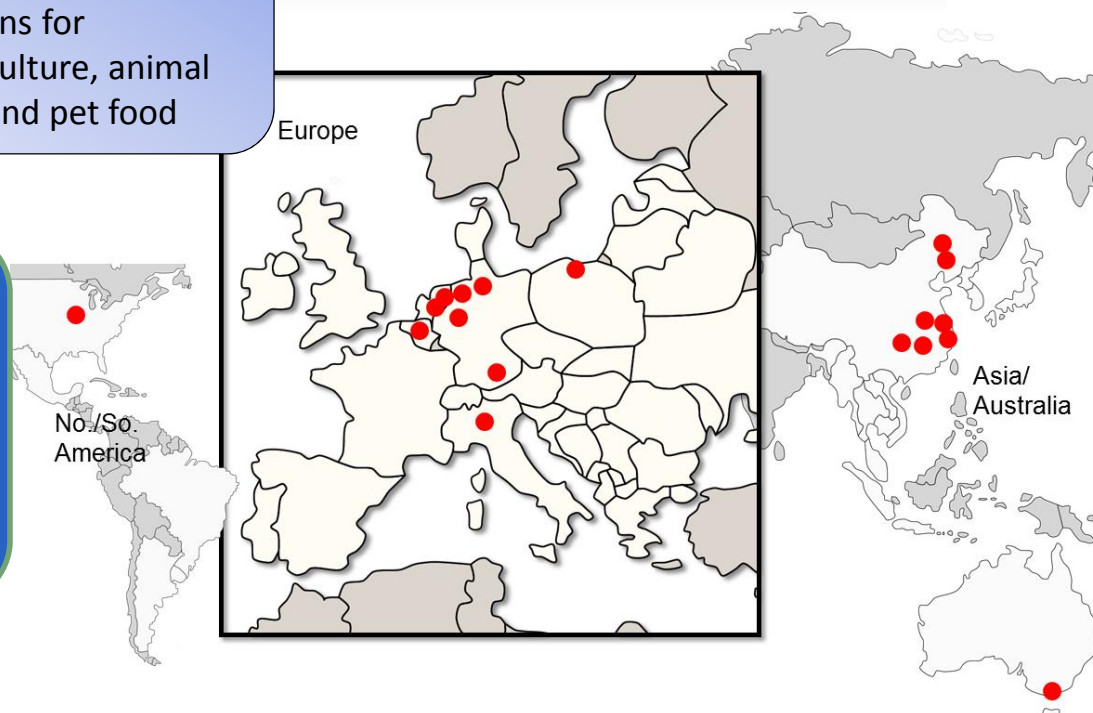 ns for
ulture, animal
nd pet food
Europe
No./So.
America
Asia/
Australia